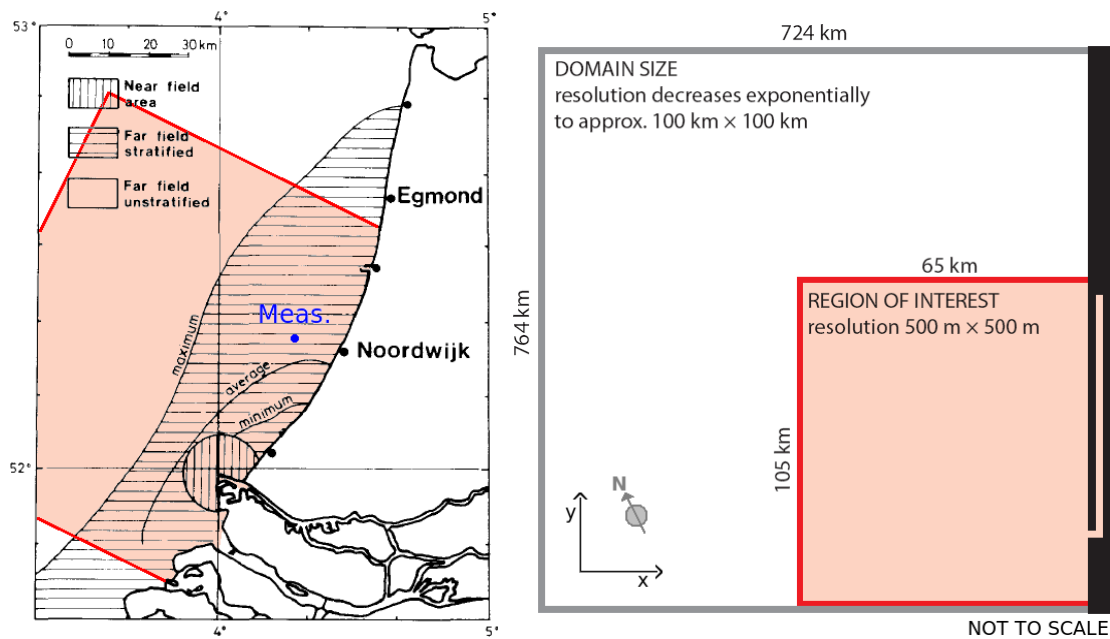 53°
4°
5°
0 10 20 30 km
Near field
area
Far field
stratified
Far field
unstratified
Egmond
Meas.
maximum
Noordwijk
average
minimum
52°
4°
5°
724 km
DOMAIN SIZE
resolution decreases exponentially
to approx. 100 km × 100 km
764 km
65 km
REGION OF INTEREST
resolution 500 m × 500 m
105 km
N
y
x
NOT TO SCALE